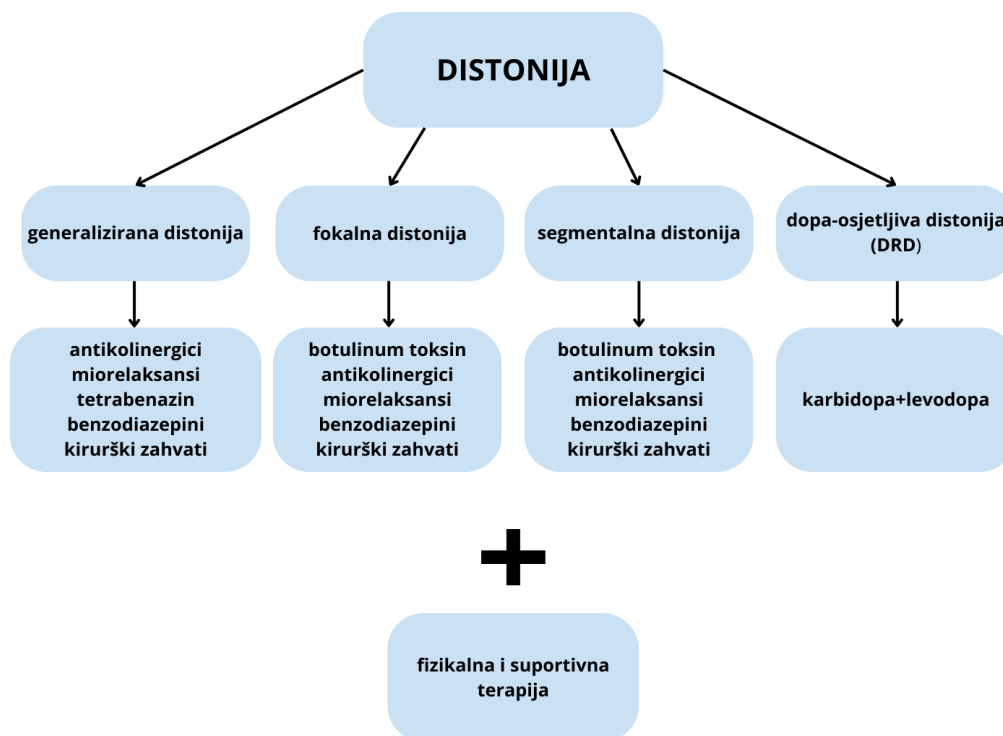 DISTONIJA
generalizirana distonija
fokalna distonija
segmentalna distonija
dopa-osjetljiva distonija
(DRD)
antikolinergici
miorelaksansi
tetrabenazin
benzodiazepini
kirurški zahvati
botulinum toksin
antikolinergici
miorelaksansi
benzodiazepini
kirurški zahvati
botulinum toksin
antikolinergici
miorelaksansi
benzodiazepini
kirurški zahvati
karbidopa+levodopa
+
fizikalna i suportivna
terapija